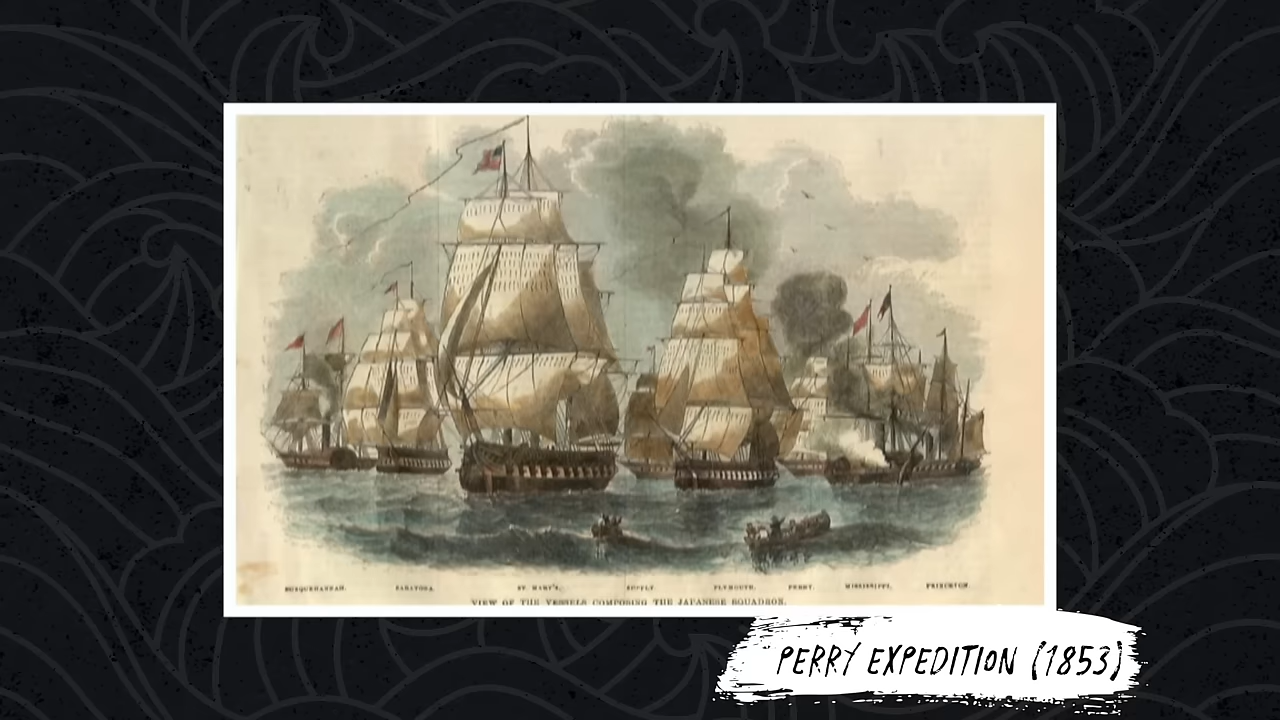 SUSQUEHANNAH. SARATOGA. ST. MARY'S. SUPPLY. PLYMOUTH. PERRY. MISSISSIPPI. PRINCETON.
VIEW OF THE VESSELS COMPOSING THE JAPANESE SQUADRON.
PERRY EXPEDITION (1853)